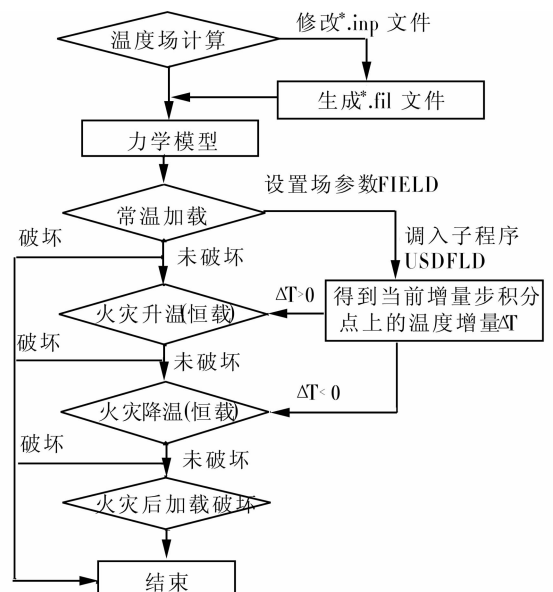 修改*.inp 文件
温度场计算
生成*.fil 文件
力学模型
设置场参数FIELD
常温加载
破坏
未破坏
调入子程序
USDFLD
火灾升温(恒载)
ΔT>0
得到当前增量步积分
点上的温度增量ΔT
破坏
未破坏
火灾降温(恒载)
ΔT<0
破坏
未破坏
火灾后加载破坏
结束